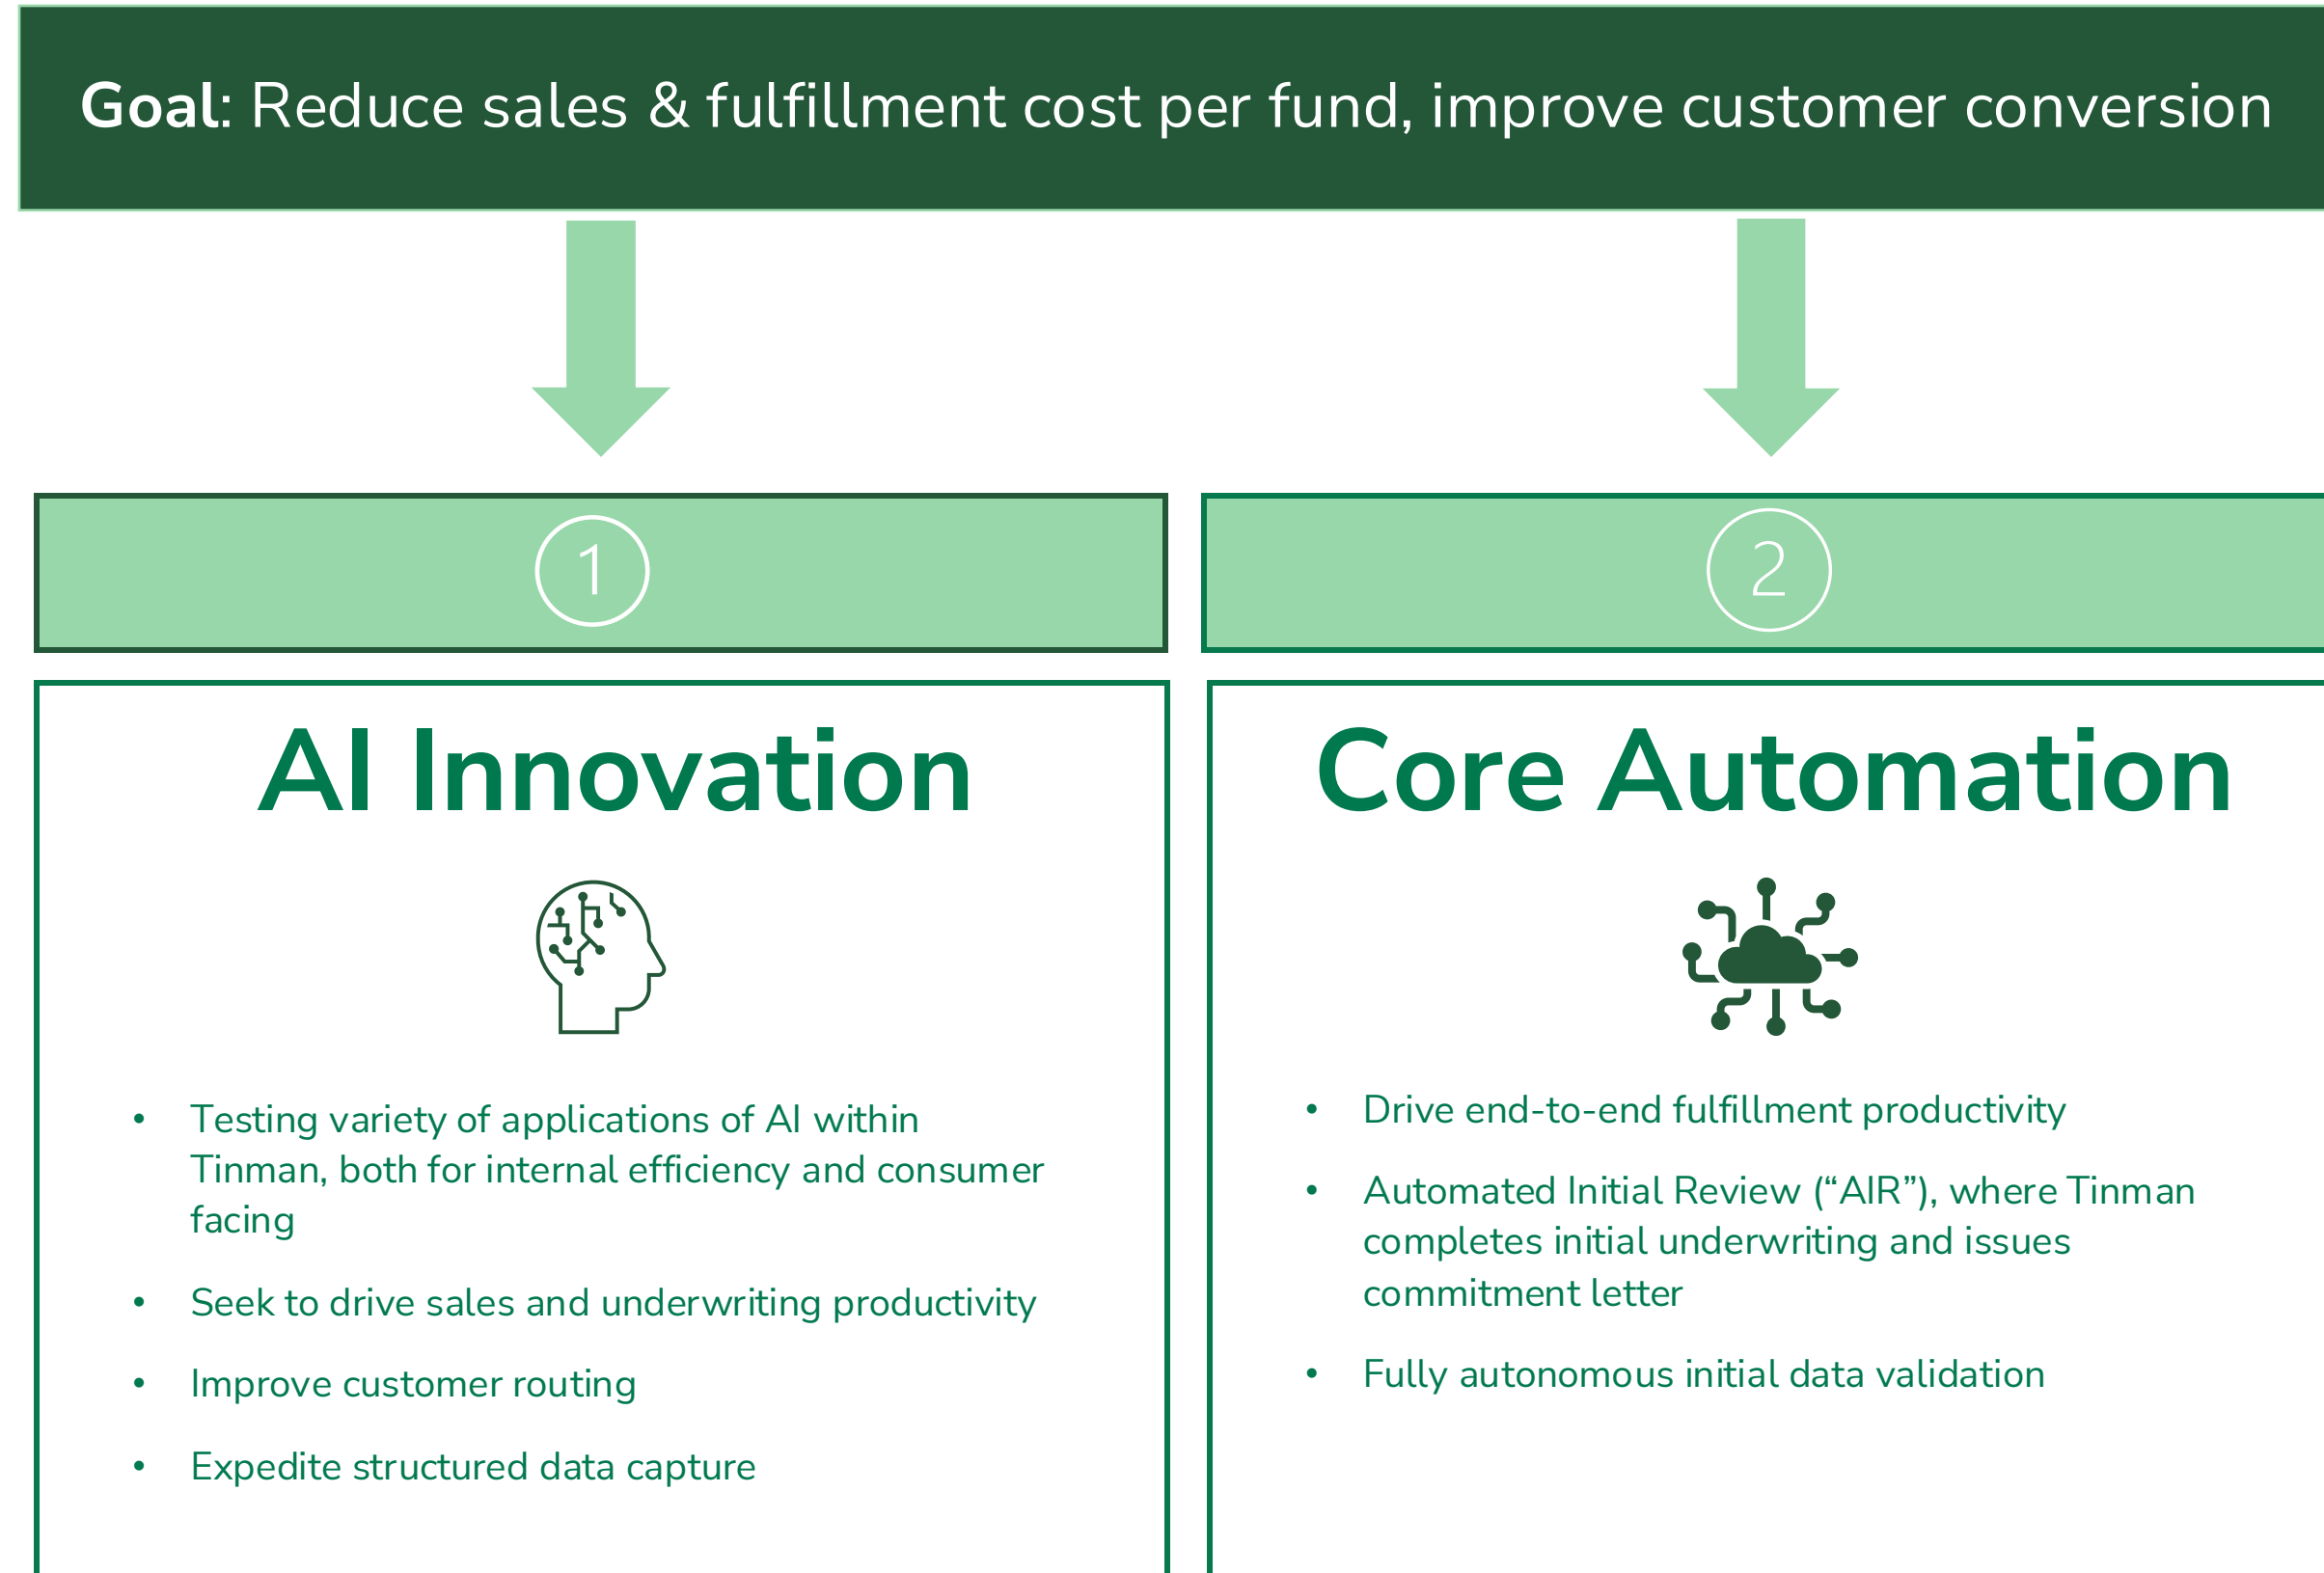 Goal: Reduce sales & fulfillment cost per fund, improve customer conversion
1
2
AI Innovation
• Testing variety of applications of AI within
Tinman, both for internal efficiency and consumer
facing
• Seek to drive sales and underwriting productivity
• Improve customer routing
• Expedite structured data capture
Core Automation
• Drive end-to-end fulfillment productivity
• Automated Initial Review (“AIR”), where Tinman
completes initial underwriting and issues
commitment letter
• Fully autonomous initial data validation